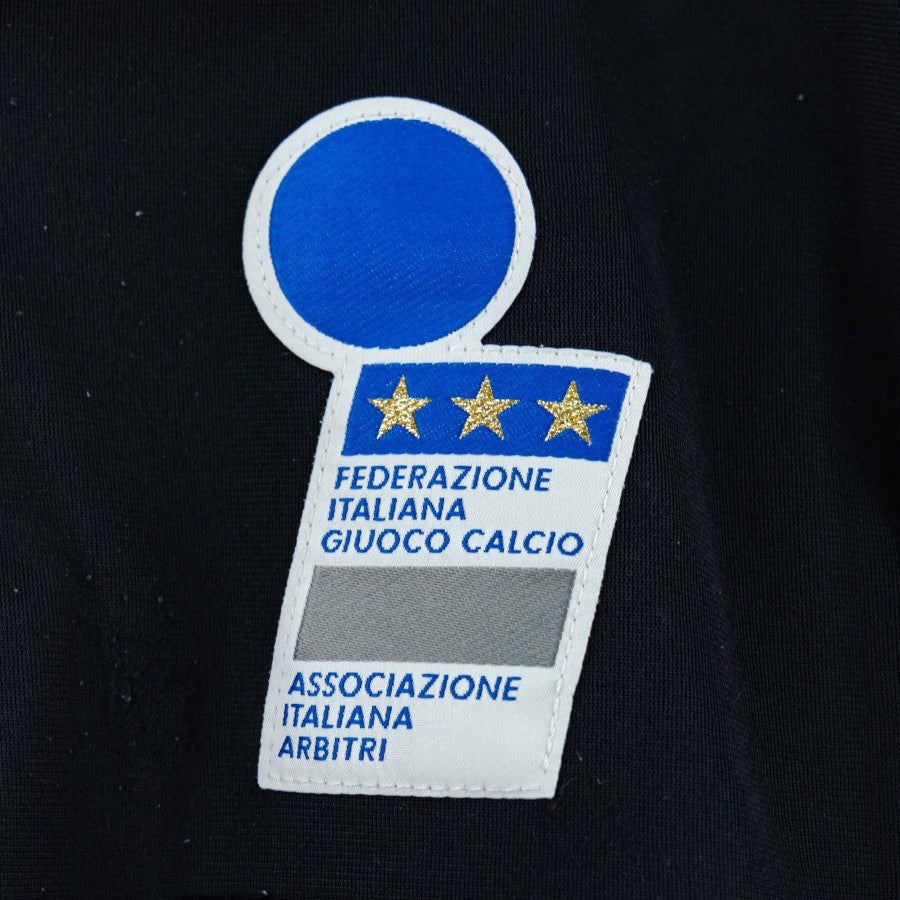 FEDERAZIONE
ITALIANA
GIUOCO CALCIO
ASSOCIAZIONE
ITALIANA
ARBITRI